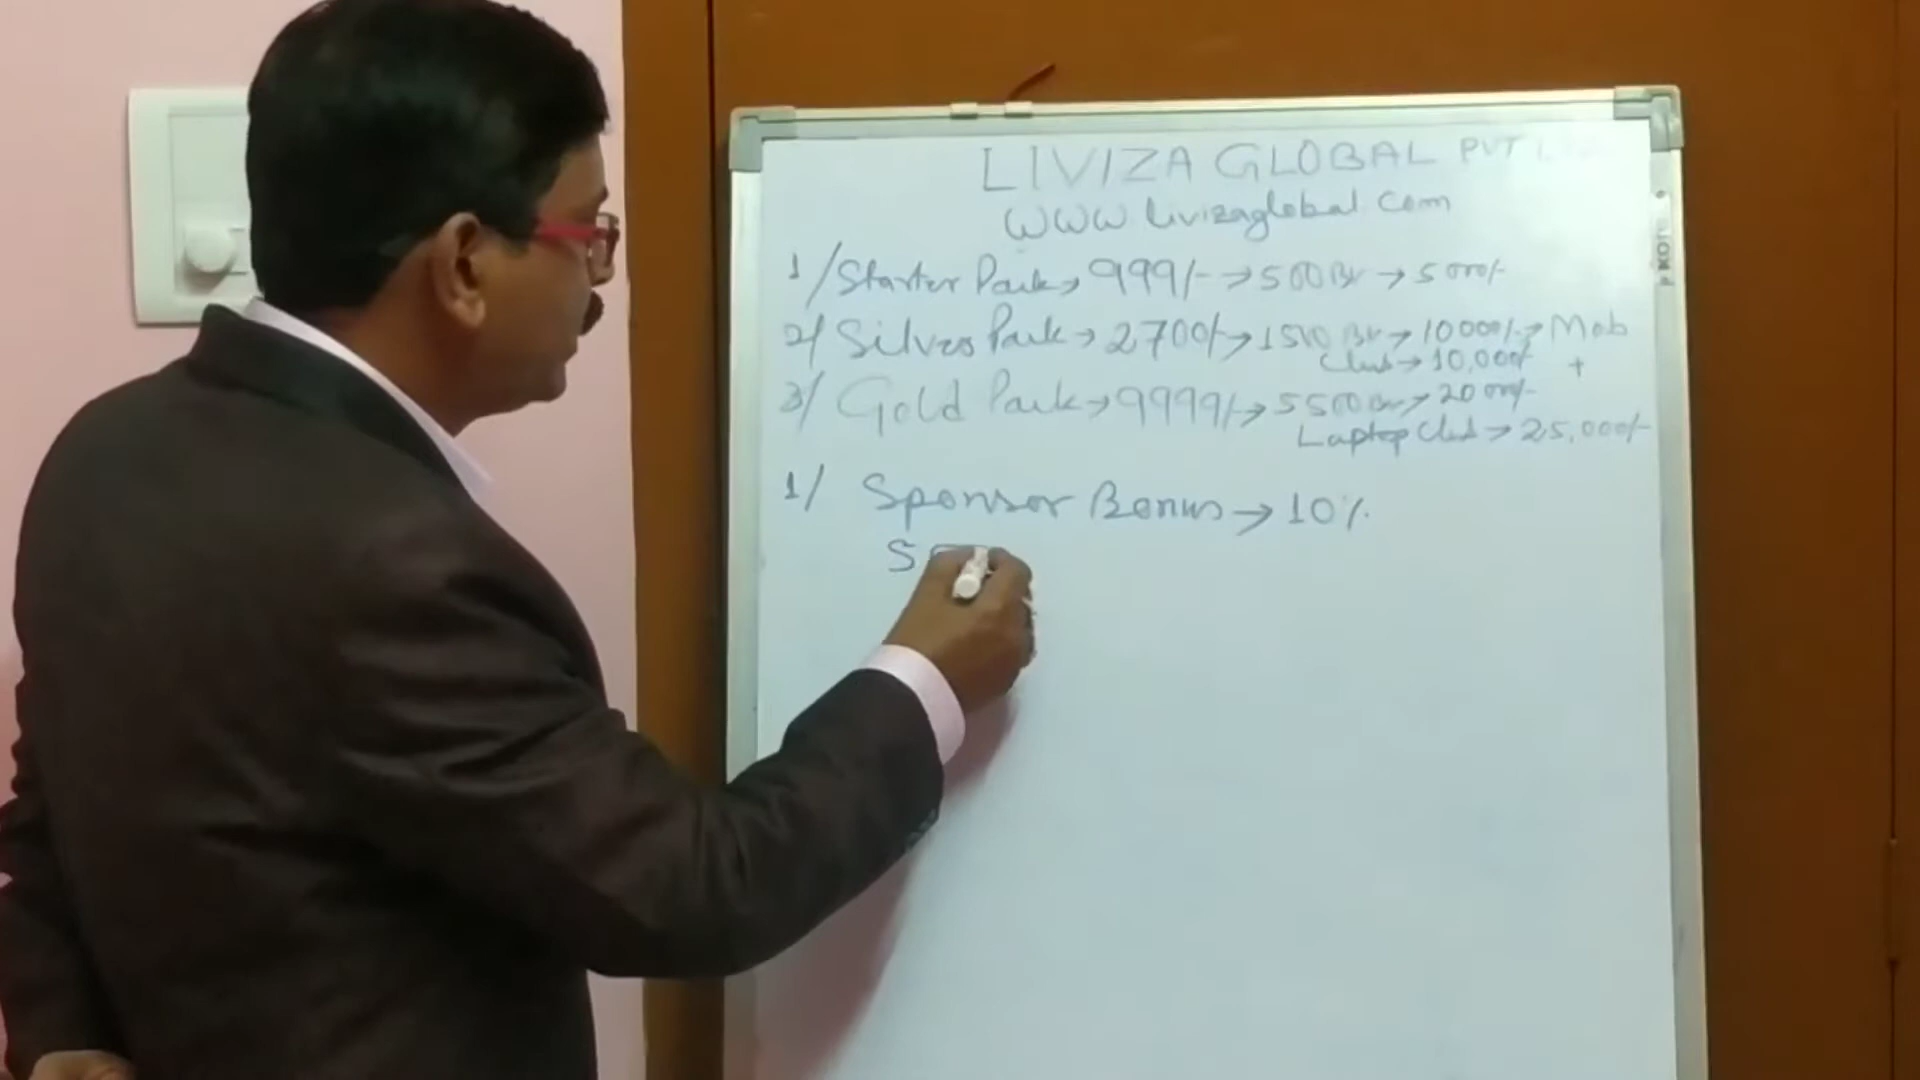 LIVIZA GLOBAL PVT
www livizaglobal com
1/ Starter Pack → 999/- → 500 BV → 5000/-
2/ Silver Pack → 2700/- → 1500 BV → 10000/- → Mob
Club → 10,000/- +
3/ Gold Pack → 9999/- → 5500 BV → 20000/-
Laptop Club → 25,000/-
1/ Sponsor Bonus → 10%
S
KORUS